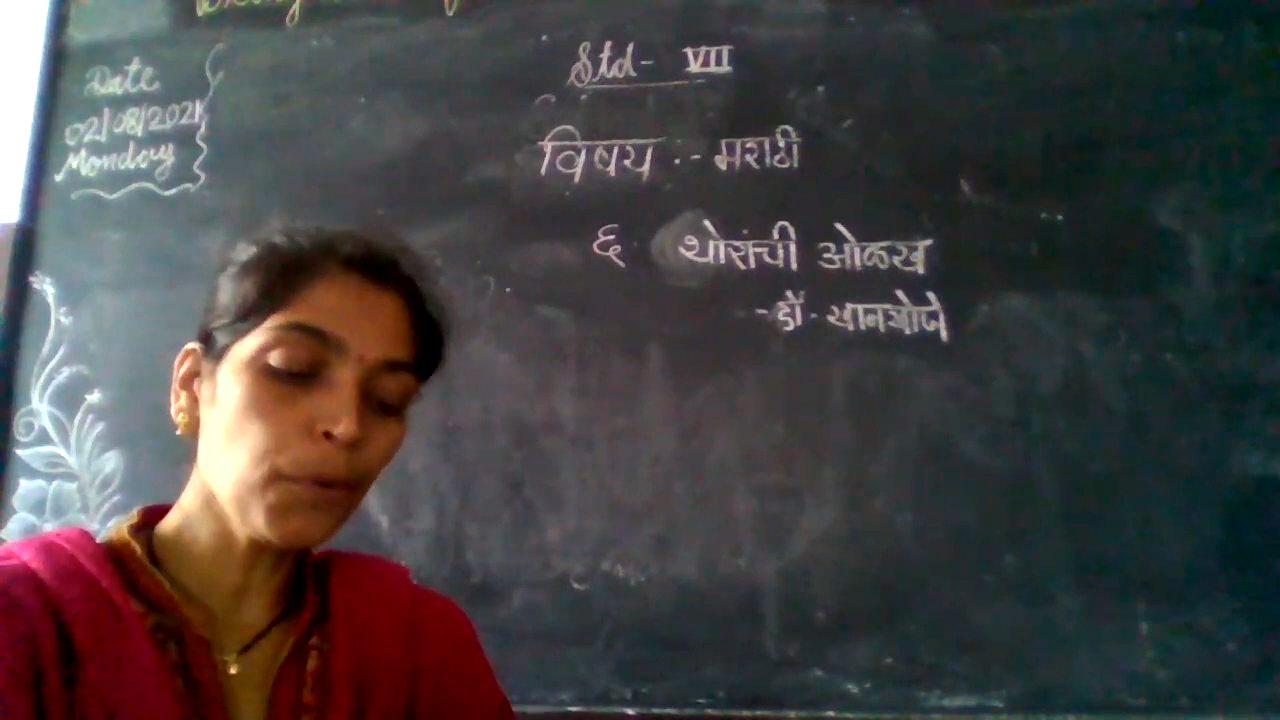 Std- VII
Date
02/08/2021
Monday
विषय :- मराठी
६. थोरांची ओळख
- डॉ. खानखोजे